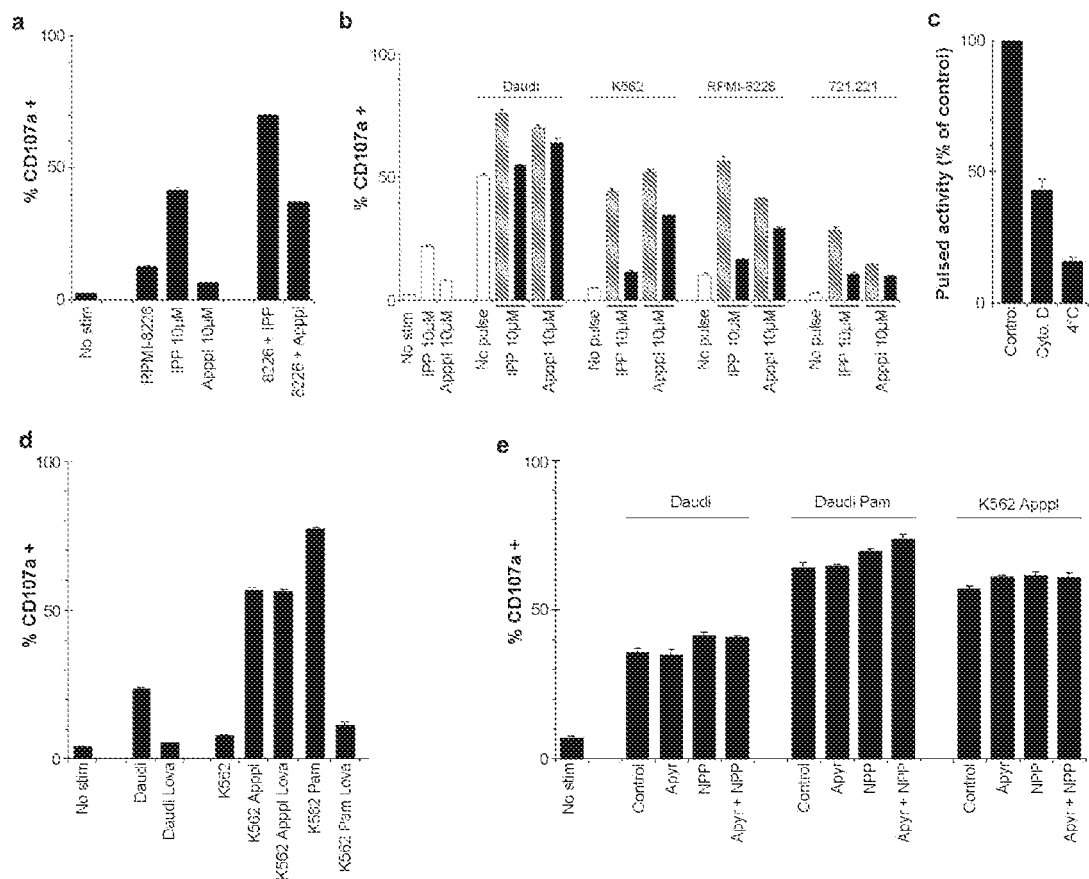 a
% CD107a +
100
50
0
No stim
RPMI-8226
IPP 10µM
ApppI 10µM
8226 + IPP
8226 + ApppI
b
% CD107a +
100
50
0
Daudi
K562
RPMI-8226
721.221
No stim
IPP 10µM
ApppI 10µM
No pulse
IPP 10µM
ApppI 10µM
No pulse
IPP 10µM
ApppI 10µM
No pulse
IPP 10µM
ApppI 10µM
No pulse
IPP 10µM
ApppI 10µM
c
Pulsed activity (% of control)
100
50
0
Control
Cyto. D
4°C
d
% CD107a +
100
50
0
No stim
Daudi
Daudi Lova
K562
K562 ApppI
K562 ApppI Lova
K562 Pam
K562 Pam Lova
e
% CD107a +
100
50
0
Daudi
Daudi Pam
K562 ApppI
No stim
Control
Apyr
NPP
Apyr + NPP
Control
Apyr
NPP
Apyr + NPP
Control
Apyr
NPP
Apyr + NPP